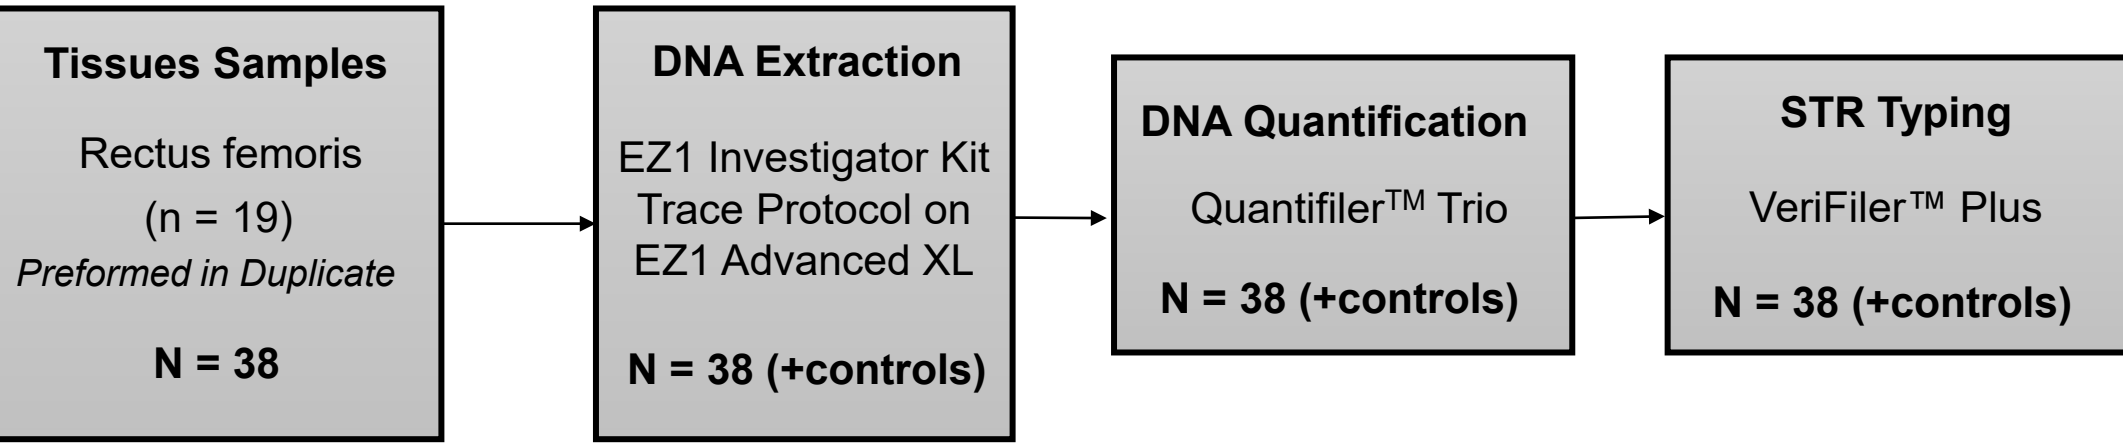 Tissues Samples
Rectus femoris
(n = 19)
Preformed in Duplicate
N = 38
DNA Extraction
EZ1 Investigator Kit
Trace Protocol on
EZ1 Advanced XL
N = 38 (+controls)
DNA Quantification
Quantifiler™ Trio
N = 38 (+controls)
STR Typing
VeriFiler™ Plus
N = 38 (+controls)